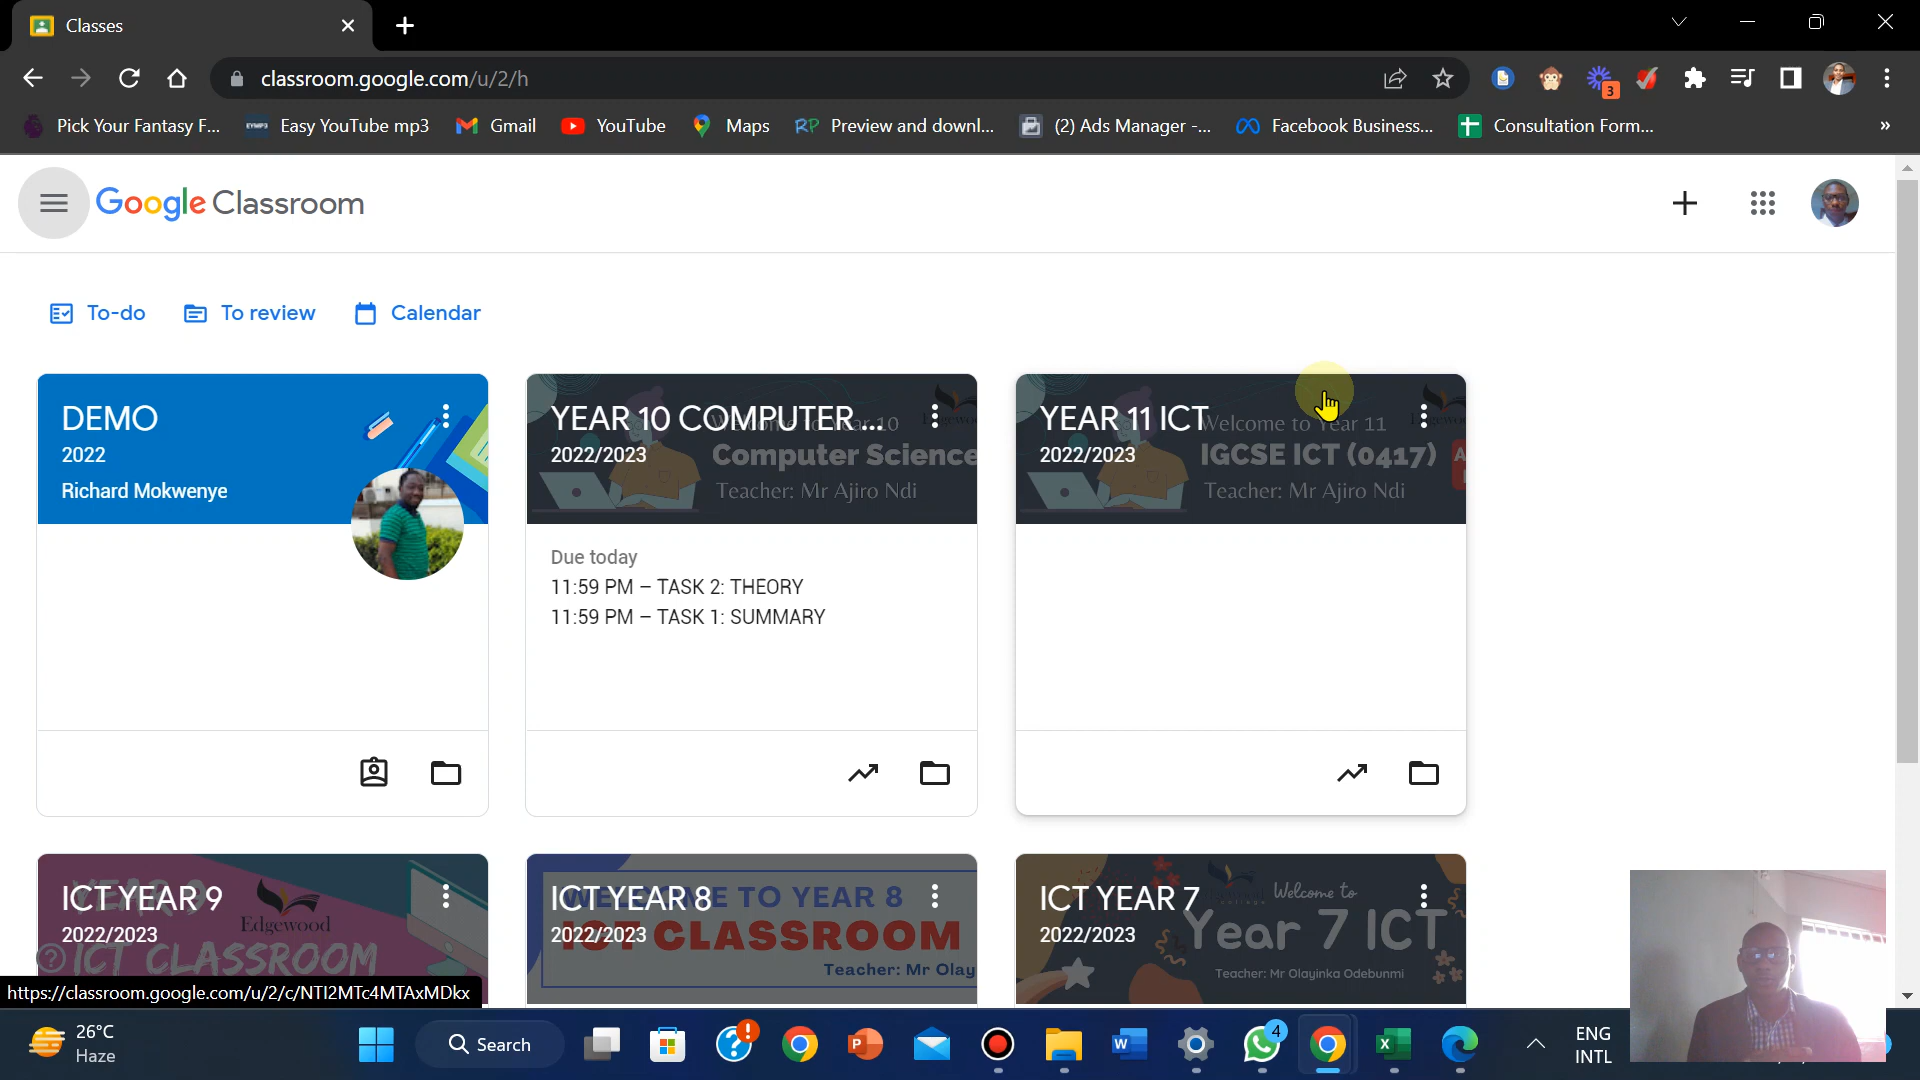 Classes
classroom.google.com/u/2/h
3
Pick Your Fantasy F... Easy YouTube mp3 Gmail YouTube Maps RP Preview and downl... (2) Ads Manager -... Facebook Business... Consultation Form... »
Google Classroom
To-do To review Calendar
DEMO
2022
Richard Mokwenye
YEAR 10 COMPUTER ...
2022/2023
Computer Science
Teacher: Mr Ajiro Ndi
Due today
11:59 PM – TASK 2: THEORY
11:59 PM – TASK 1: SUMMARY
YEAR 11 ICT
Welcome to Year 11
2022/2023
IGCSE ICT (0417)
Teacher: Mr Ajiro Ndi
ICT YEAR 9
2022/2023
Edgewood
ICT CLASSROOM
ICT YEAR 8
TO YEAR 8
2022/2023
ICT CLASSROOM
Teacher: Mr Olay
ICT YEAR 7
Welcome to
2022/2023
Year 7 ICT
Teacher: Mr Olayinka Odebunmi
https://classroom.google.com/u/2/c/NTI2MTc4MTAxMDkx
26°C
Haze
Search
4
ENG
INTL